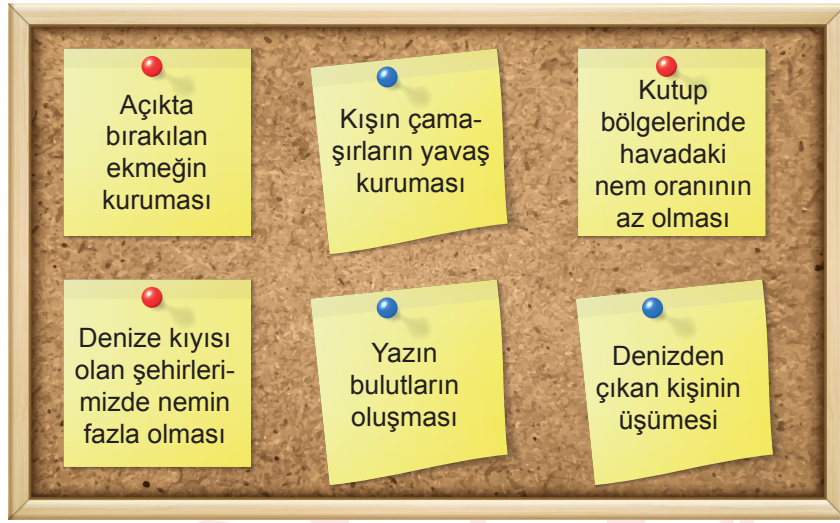 Açıkta
bırakılan
ekmeğin
kuruması
Kışın çama-
şırların yavaş
kuruması
Kutup
bölgelerinde
havadaki
nem oranının
az olması
Denize kıyısı
olan şehirleri-
mizde nemin
fazla olması
Yazın
bulutların
oluşması
Denizden
çıkan kişinin
üşümesi